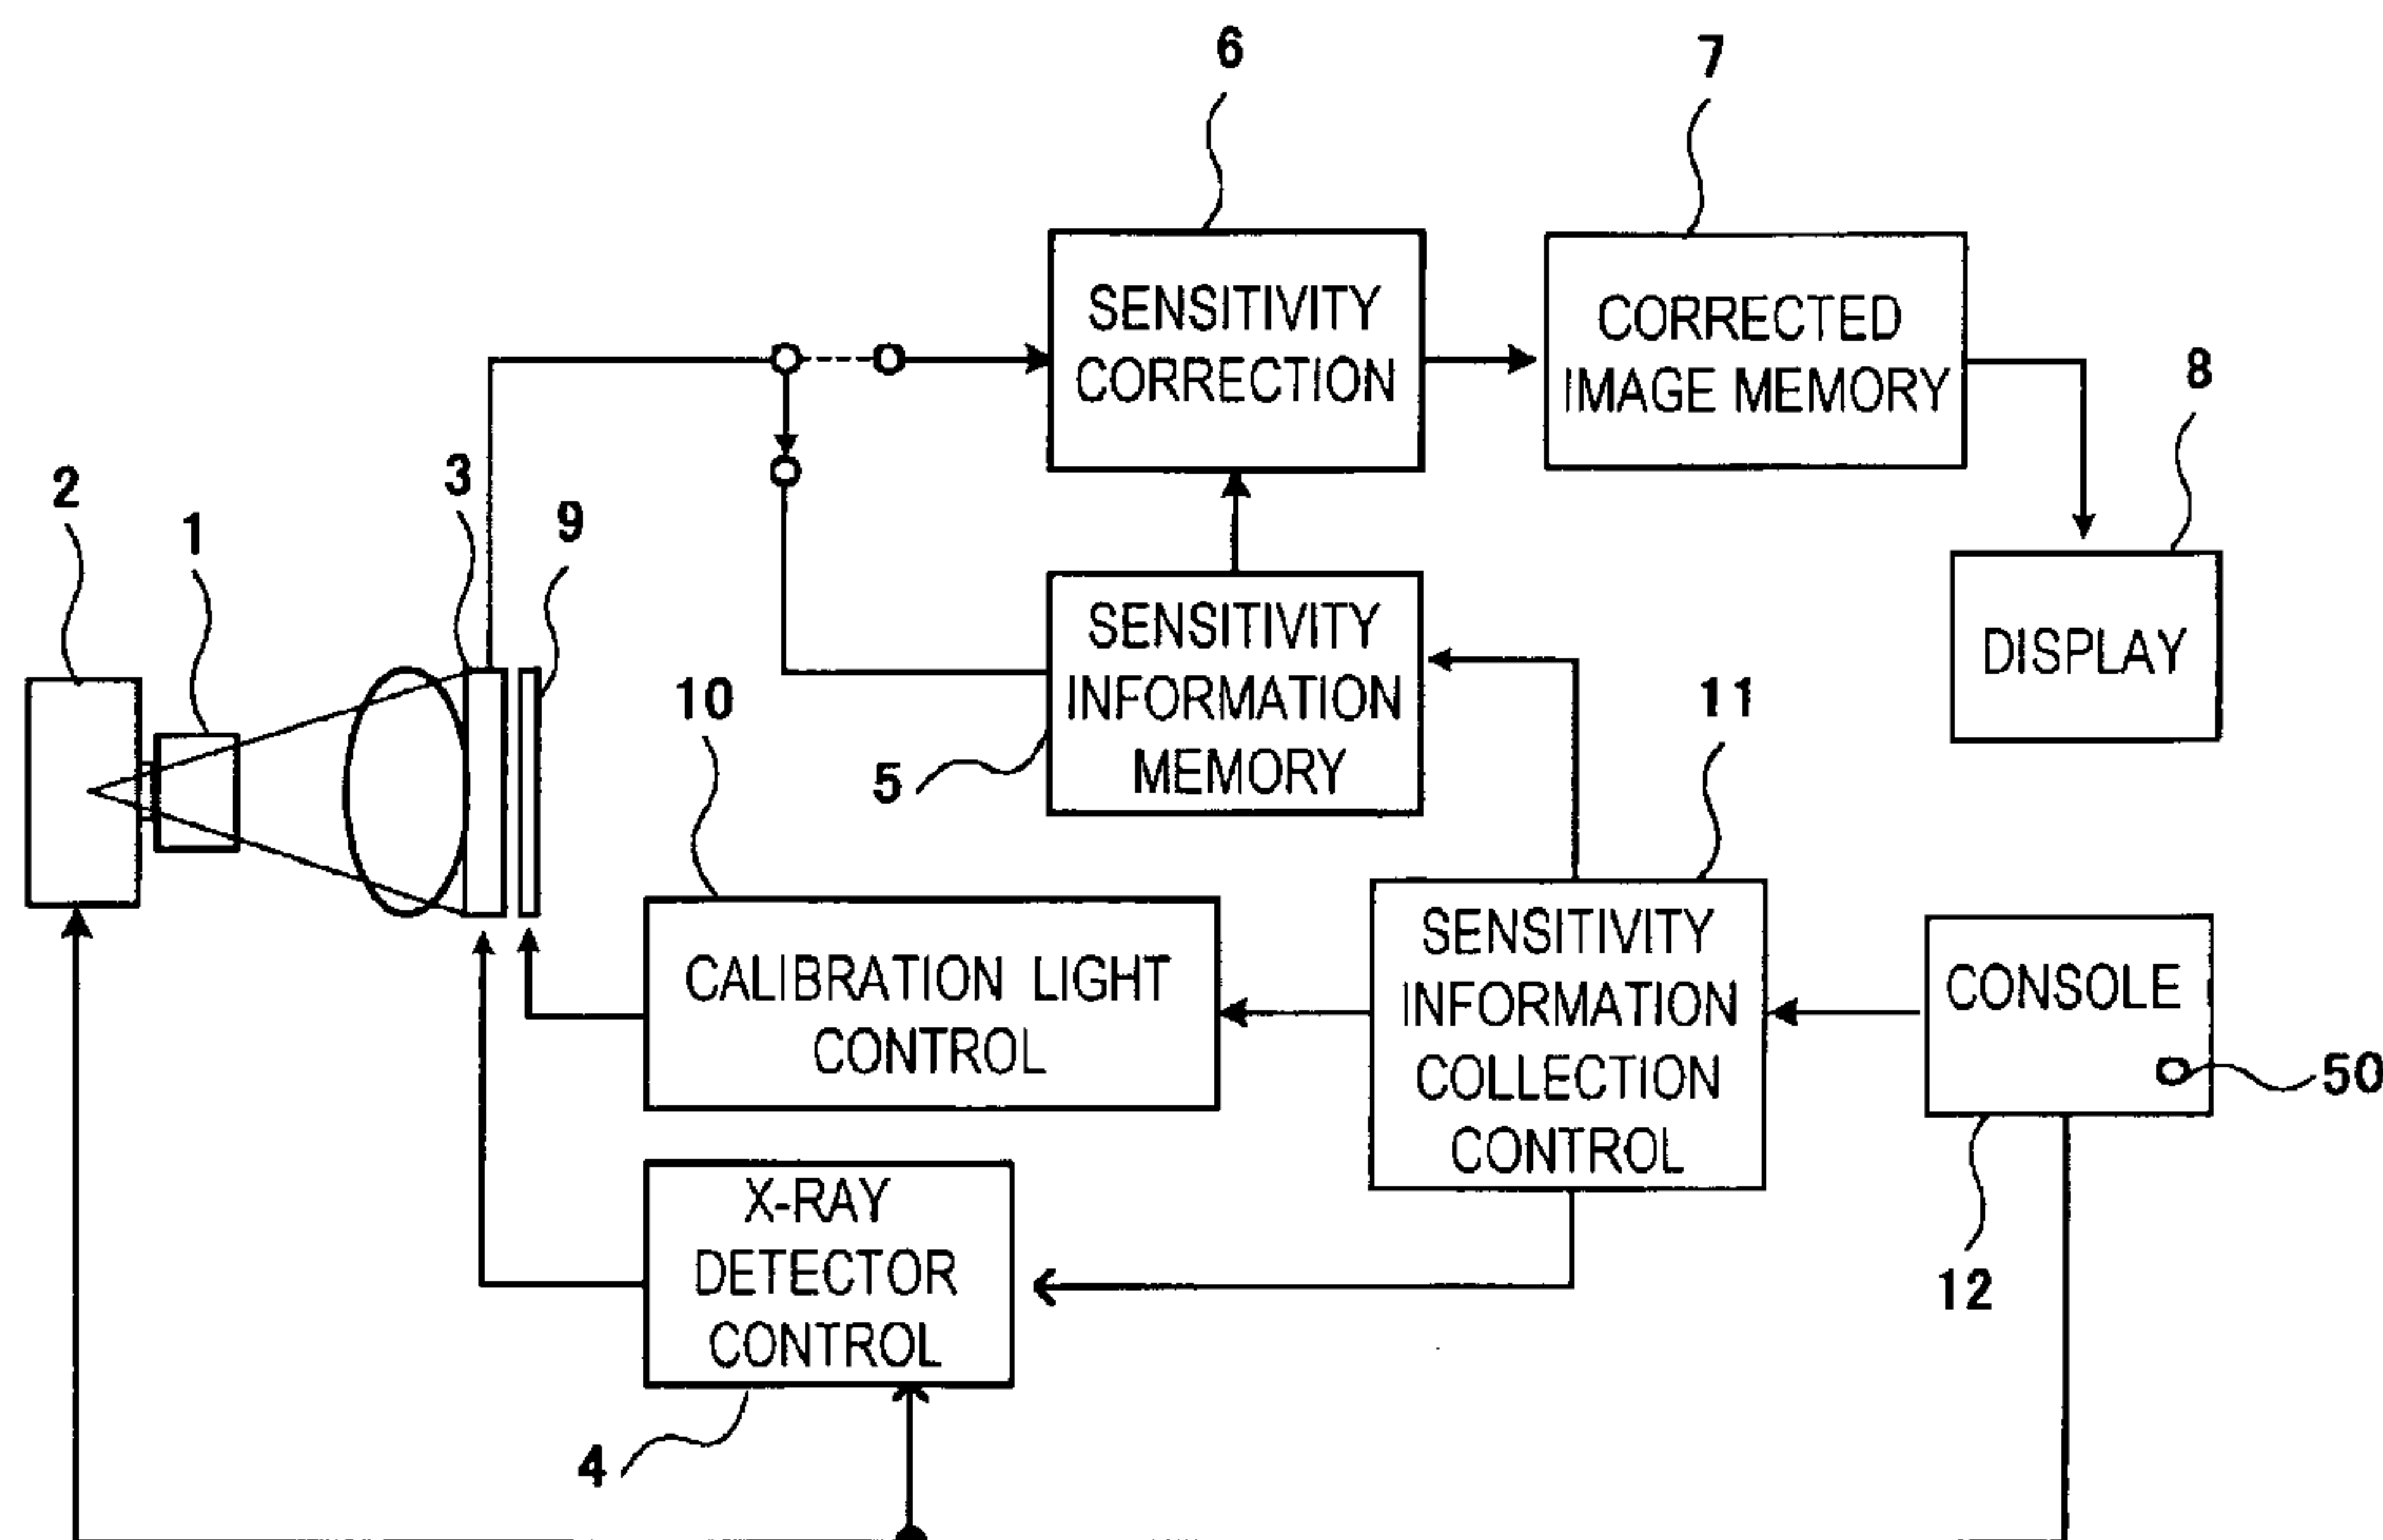 6
7
SENSITIVITY
CORRECTION
CORRECTED
IMAGE MEMORY
8
2
1
3
9
DISPLAY
SENSITIVITY
INFORMATION
MEMORY
5
10
11
CALIBRATION LIGHT
CONTROL
SENSITIVITY
INFORMATION
COLLECTION
CONTROL
CONSOLE
50
12
X-RAY
DETECTOR
CONTROL
4